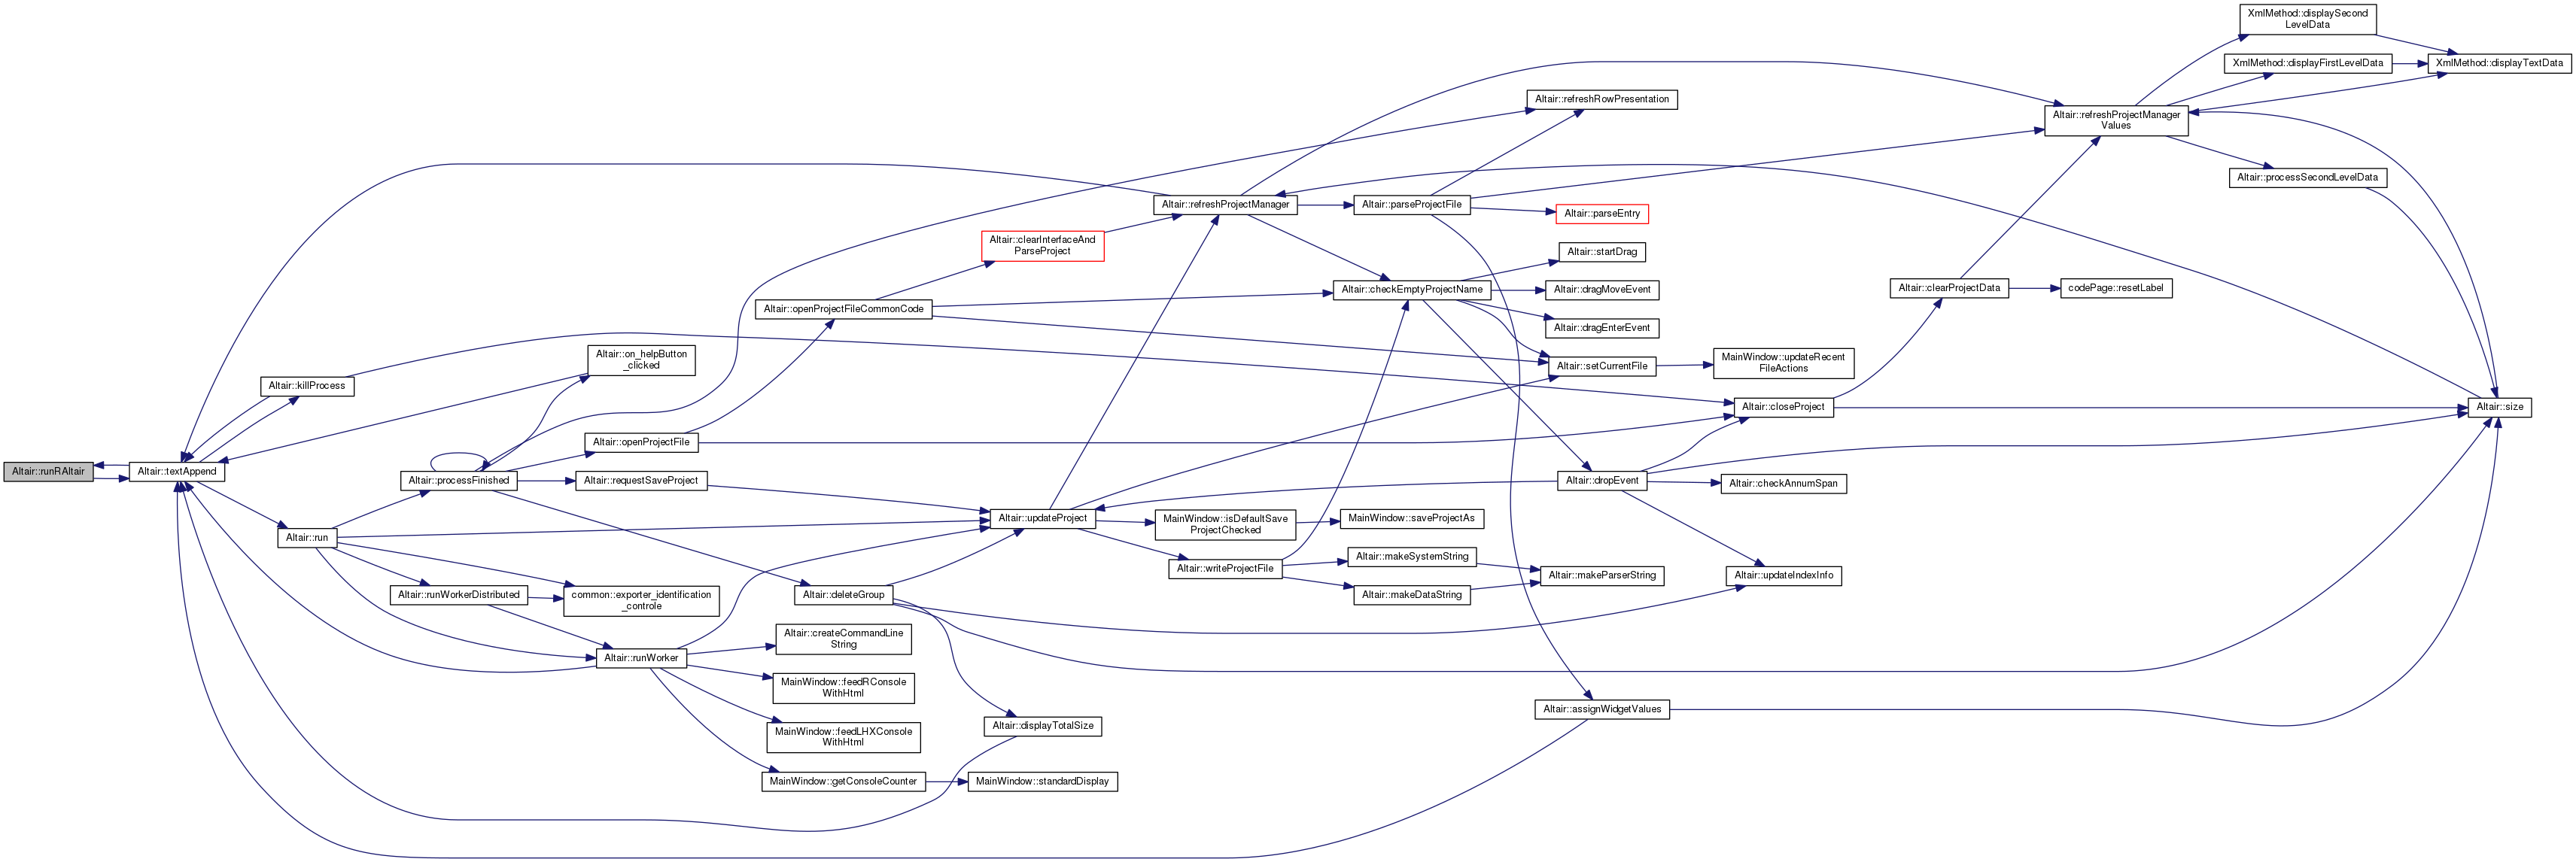 XmlMethod::displaySecond
LevelData
XmlMethod::displayFirstLevelData
XmlMethod::displayTextData
Altair::refreshRowPresentation
Altair::refreshProjectManager
Values
Altair::processSecondLevelData
Altair::refreshProjectManager
Altair::parseProjectFile
Altair::parseEntry
Altair::clearInterfaceAnd
ParseProject
Altair::startDrag
Altair::checkEmptyProjectName
Altair::dragMoveEvent
Altair::clearProjectData
codePage::resetLabel
Altair::openProjectFileCommonCode
Altair::dragEnterEvent
Altair::on_helpButton
_clicked
Altair::setCurrentFile
MainWindow::updateRecent
FileActions
Altair::killProcess
Altair::closeProject
Altair::size
Altair::openProjectFile
Altair::runRAltair
Altair::textAppend
Altair::processFinished
Altair::requestSaveProject
Altair::dropEvent
Altair::checkAnnumSpan
Altair::updateProject
MainWindow::isDefaultSave
ProjectChecked
MainWindow::saveProjectAs
Altair::run
Altair::writeProjectFile
Altair::makeSystemString
Altair::makeParserString
Altair::updateIndexInfo
Altair::runWorkerDistributed
common::exporter_identification
_controle
Altair::deleteGroup
Altair::makeDataString
Altair::createCommandLine
String
Altair::runWorker
MainWindow::feedRConsole
WithHtml
Altair::assignWidgetValues
MainWindow::feedLHXConsole
WithHtml
Altair::displayTotalSize
MainWindow::getConsoleCounter
MainWindow::standardDisplay